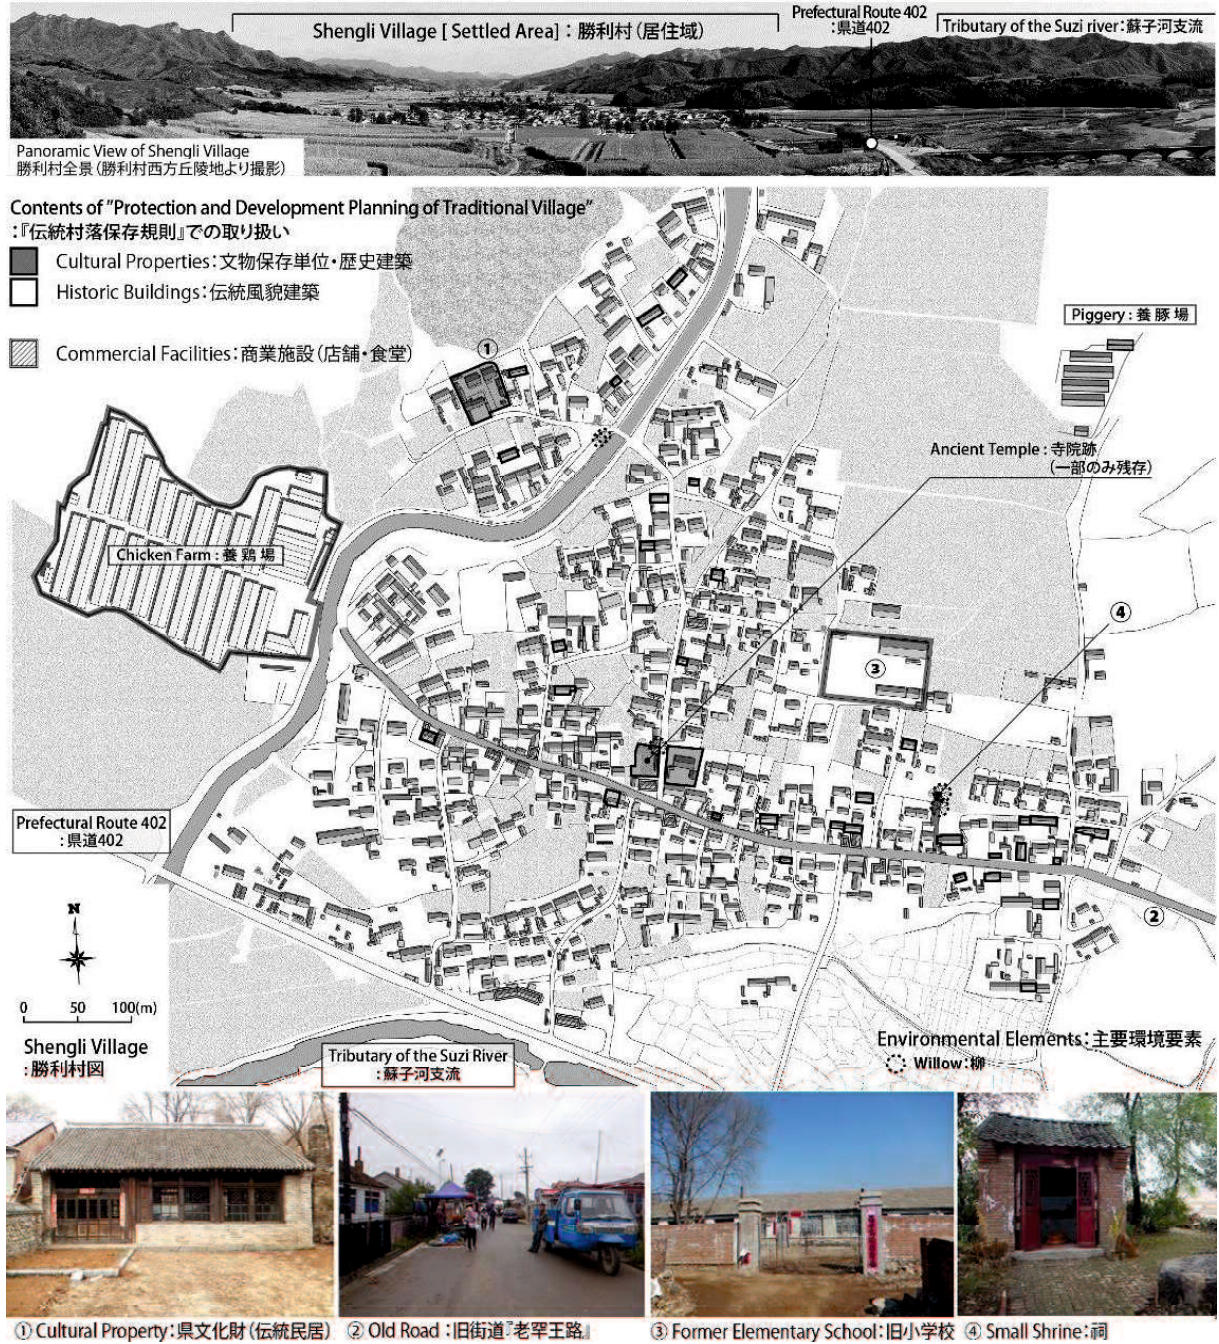 Shengli Village [ Settled Area]：勝利村（居住域）
Prefectural Route 402
：県道402
Tributary of the Suzi river：蘇子河支流
Panoramic View of Shengli Village
勝利村全景（勝利村西方丘陵地より撮影）
Contents of "Protection and Development Planning of Traditional Village"
：『伝統村落保存規則』での取り扱い
Cultural Properties：文物保存単位・歴史建築
Historic Buildings：伝統風貌建築
Commercial Facilities：商業施設（店舗・食堂）
①
Piggery：養豚場
Ancient Temple：寺院跡
（一部のみ残存）
Chicken Farm：養鶏場
④
③
Prefectural Route 402
：県道402
②
N
0 50 100(m)
Shengli Village
：勝利村図
Tributary of the Suzi River
：蘇子河支流
Environmental Elements：主要環境要素
Willow：柳
① Cultural Property：県文化財（伝統民居）
② Old Road：旧街道『老罕王路』
③ Former Elementary School：旧小学校
④ Small Shrine：祠